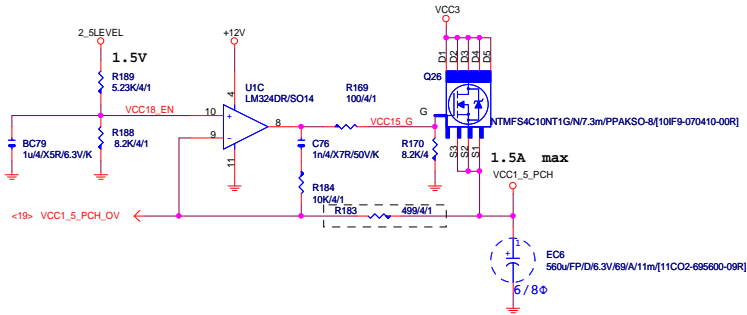 VCC3
2_5LEVEL
+12V
1.5V
D1
D2
D3
D4
D5
R189
5.23K/4/1
U1C
LM324DR/SO14
Q26
R169
100/4/1
4
VCC18_EN
10
+
9
-
8
11
VCC15_G
G
NTMFS4C10NT1G/N/7.3m/PPAKSO-8/[10IF9-070410-00R]
BC79
1u/4/X5R/6.3V/K
R188
8.2K/4/1
C76
1n/4/X7R/50V/K
R170
8.2K/4
S3
S2
S1
1.5A max
VCC1_5_PCH
R184
10K/4/1
<19> VCC1_5_PCH_OV
R183
499/4/1
1
+
EC6
560u/FP/D/6.3V/69/A/11m/[11CO2-695600-09R]
6/8Φ